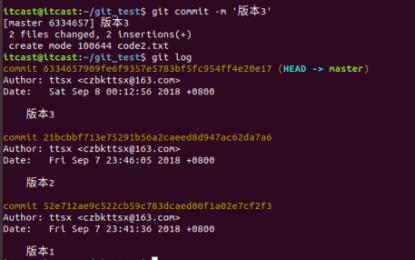 itcast@itcast:~/git_test$ git commit -m '版本3'
[master 6334657] 版本3
 2 files changed, 2 insertions(+)
 create mode 100644 code2.txt
itcast@itcast:~/git_test$ git log
commit 6334657909fe6f9357e5783bf5fc954ff4e20e17 (HEAD -> master)
Author: ttsx <czbkttsx@163.com>
Date:   Sat Sep 8 00:12:56 2018 +0800
    版本3
commit 21bcbbf713e75291b56a2caeed8d947ac62da7a6
Author: ttsx <czbkttsx@163.com>
Date:   Fri Sep 7 23:46:05 2018 +0800
    版本2
commit 52e712ae9c522cb59c783dcaed00f1a02e7cf2f3
Author: ttsx <czbkttsx@163.com>
Date:   Fri Sep 7 23:41:36 2018 +0800
    版本1